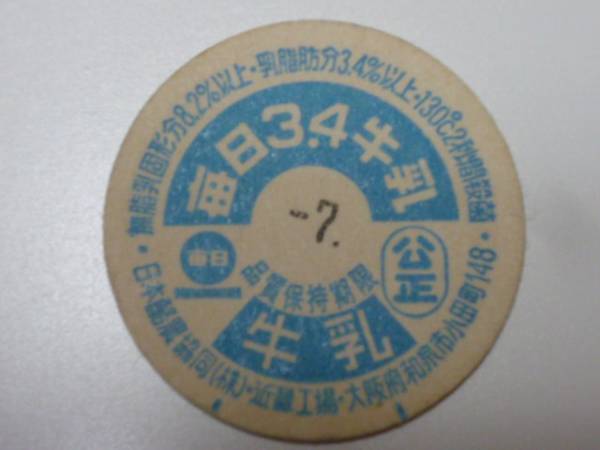 ・無脂乳固形分8.2%以上・乳脂肪分3.4%以上・130℃2秒間殺菌・
毎日3.4牛乳
-7.
毎日
公正
品質保持期限
牛乳
日本酪農協同(株)・近畿工場・大阪府和泉市小田町148